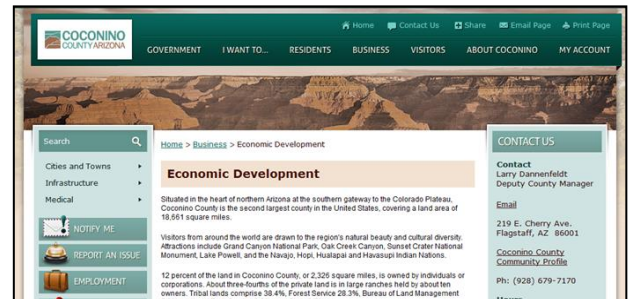 Home Contact Us Share Email Page Print Page
COCONINO
COUNTY ARIZONA
GOVERNMENT I WANT TO... RESIDENTS BUSINESS VISITORS ABOUT COCONINO MY ACCOUNT
Search
Cities and Towns
Infrastructure
Medical
NOTIFY ME
REPORT AN ISSUE
EMPLOYMENT
Home > Business > Economic Development
Economic Development
Situated in the heart of northern Arizona at the southern gateway to the Colorado Plateau,
Coconino County is the second largest county in the United States, covering a land area of
18,661 square miles.
Visitors from around the world are drawn to the region's natural beauty and cultural diversity.
Attractions include Grand Canyon National Park, Oak Creek Canyon, Sunset Crater National
Monument, Lake Powell, and the Navajo, Hopi, Hualapai and Havasupi Indian Nations.
12 percent of the land in Coconino County, or 2,326 square miles, is owned by individuals or
corporations. About three-fourths of the private land is in large ranches held by about ten
owners. Tribal lands comprise 38.4%, Forest Service 28.3%, Bureau of Land Management
CONTACT US
Contact
Larry Dannenfeldt
Deputy County Manager
Email
219 E. Cherry Ave.
Flagstaff, AZ 86001
Coconino County
Community Profile
Ph: (928) 679-7170
Hours